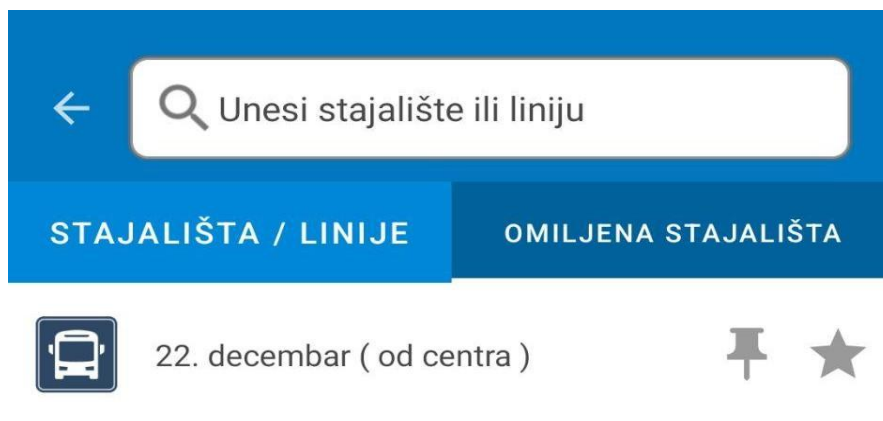 Unesi stajalište ili liniju
STAJALIŠTA / LINIJE
OMILJENA STAJALIŠTA
22. decembar ( od centra )